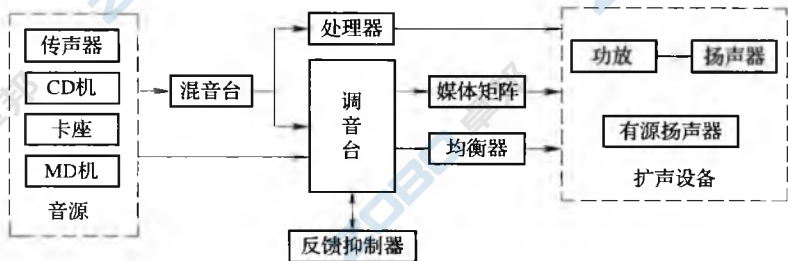 传声器
CD机
卡座
MD机
音源
混音台
处理器
调音台
媒体矩阵
均衡器
反馈抑制器
功放
扬声器
有源扬声器
扩声设备